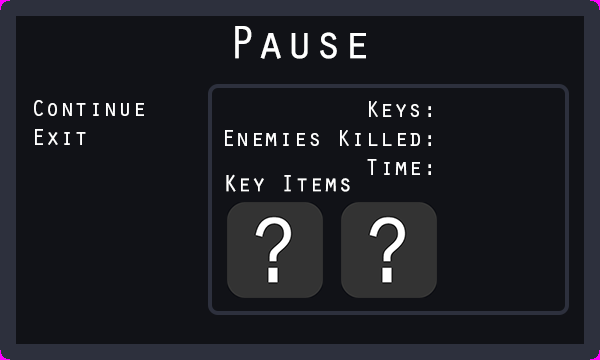 Pause
Continue
Exit
Keys:
Enemies Killed:
Time:
Key Items
? ?